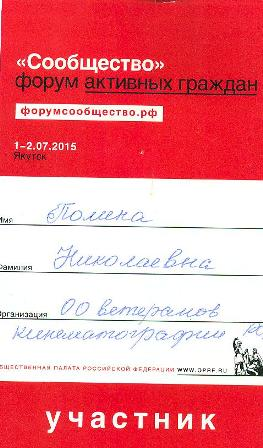 «Сообщество»
форум активных граждан
форумсообщество.рф
1–2.07.2015
Якутск
Имя Полина
Фамилия Николаевна
Организация ОО ветеранов
кинематографии
ОБЩЕСТВЕННАЯ ПАЛАТА РОССИЙСКОЙ ФЕДЕРАЦИИ WWW.OPRF.RU
участник